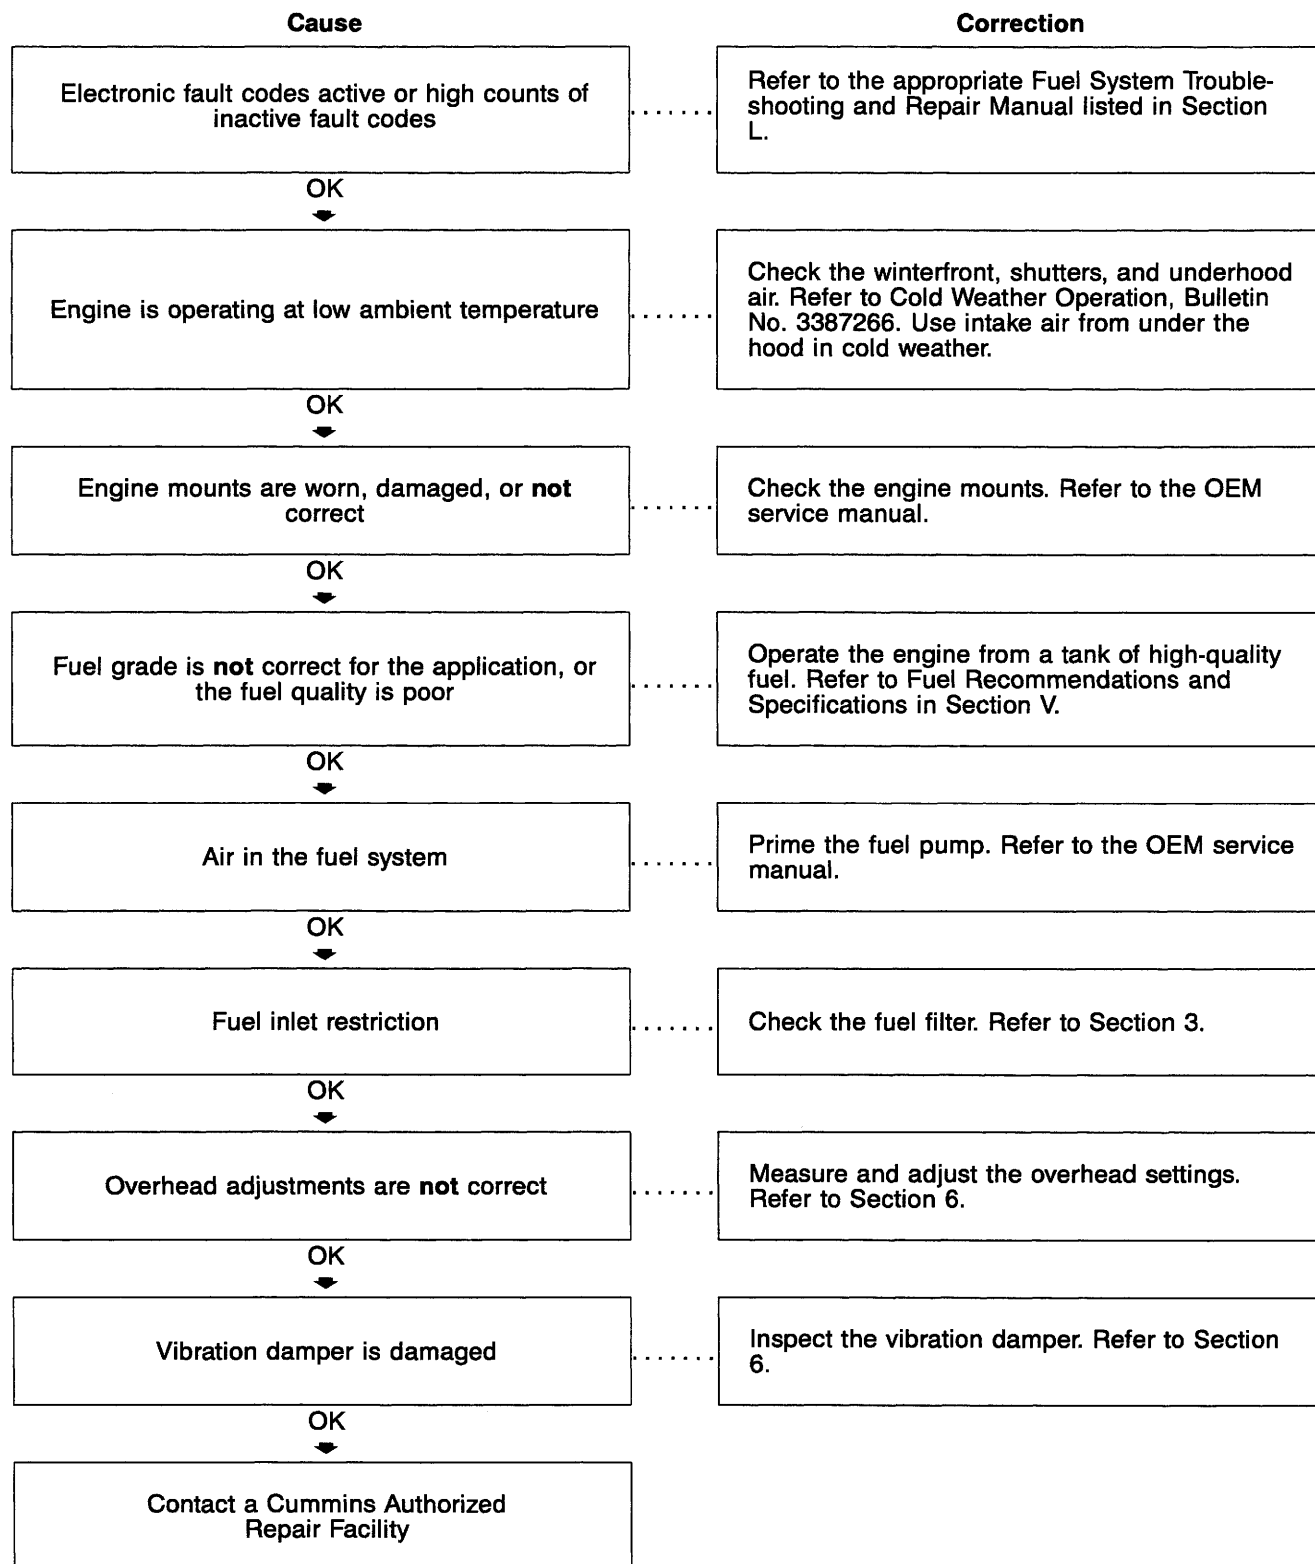 Cause
Correction
Electronic fault codes active or high counts of
inactive fault codes
Refer to the appropriate Fuel System Trouble-
shooting and Repair Manual listed in Section
L.
OK
Engine is operating at low ambient temperature
Check the winterfront, shutters, and underhood
air. Refer to Cold Weather Operation, Bulletin
No. 3387266. Use intake air from under the
hood in cold weather.
OK
Engine mounts are worn, damaged, or not
correct
Check the engine mounts. Refer to the OEM
service manual.
OK
Fuel grade is not correct for the application, or
the fuel quality is poor
Operate the engine from a tank of high-quality
fuel. Refer to Fuel Recommendations and
Specifications in Section V.
OK
Air in the fuel system
Prime the fuel pump. Refer to the OEM service
manual.
OK
Fuel inlet restriction
Check the fuel filter. Refer to Section 3.
OK
Overhead adjustments are not correct
Measure and adjust the overhead settings.
Refer to Section 6.
OK
Vibration damper is damaged
Inspect the vibration damper. Refer to Section
6.
OK
Contact a Cummins Authorized
Repair Facility